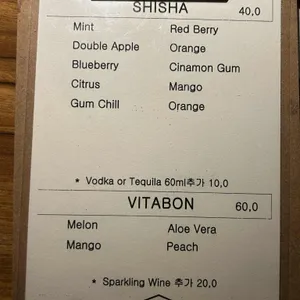 SHISHA 40,0
Mint Red Berry
Double Apple Orange
Blueberry Cinamon Gum
Citrus Mango
Gum Chill Orange
* Vodka or Tequila 60ml추가 10,0
VITABON 60,0
Melon Aloe Vera
Mango Peach
* Sparkling Wine 추가 20,0